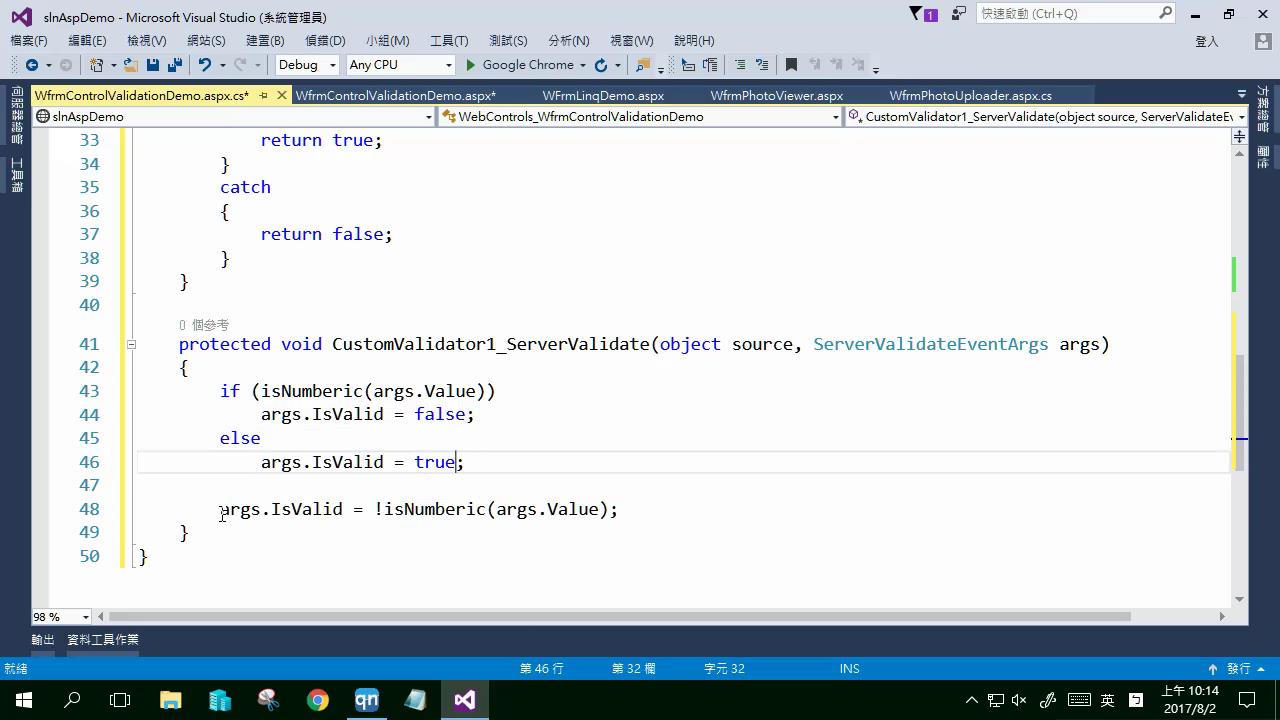 slnAspDemo - Microsoft Visual Studio (系統管理員)
1
快速啟動 (Ctrl+Q)
檔案(F) 編輯(E) 檢視(V) 網站(S) 建置(B) 偵錯(D) 小組(M) 工具(T) 測試(S) 分析(N) 視窗(W) 說明(H)
登入
Debug Any CPU Google Chrome
WfrmControlValidationDemo.aspx.cs* WfrmControlValidationDemo.aspx* WFrmLinqDemo.aspx WfrmPhotoViewer.aspx WfrmPhotoUploader.aspx.cs
slnAspDemo WebControls_WfrmControlValidationDemo CustomValidator1_ServerValidate(object source, ServerValidateEv
伺服器總管
工具箱
方案總管
屬性
33 return true;
34 }
35 catch
36 {
37 return false;
38 }
39 }
40
0 個參考
41 protected void CustomValidator1_ServerValidate(object source, ServerValidateEventArgs args)
42 {
43 if (isNumberic(args.Value))
44 args.IsValid = false;
45 else
46 args.IsValid = true;
47
48 args.IsValid = !isNumberic(args.Value);
49 }
50 }
98 %
輸出 資料工具作業
就緒 第 46 行 第 32 欄 字元 32 INS 發行
qn
英
上午 10:14
2017/8/2